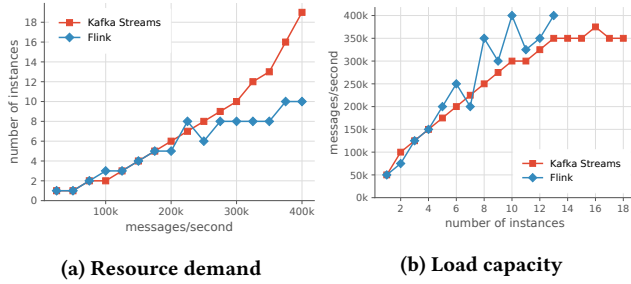 Kafka Streams
Flink
number of instances
18
16
14
12
10
8
6
4
2
0
100k
200k
300k
400k
messages/second
(a) Resource demand
400k
350k
300k
250k
200k
150k
100k
50k
0k
messages/second
Kafka Streams
Flink
2 4 6 8 10 12 14 16 18
number of instances
(b) Load capacity